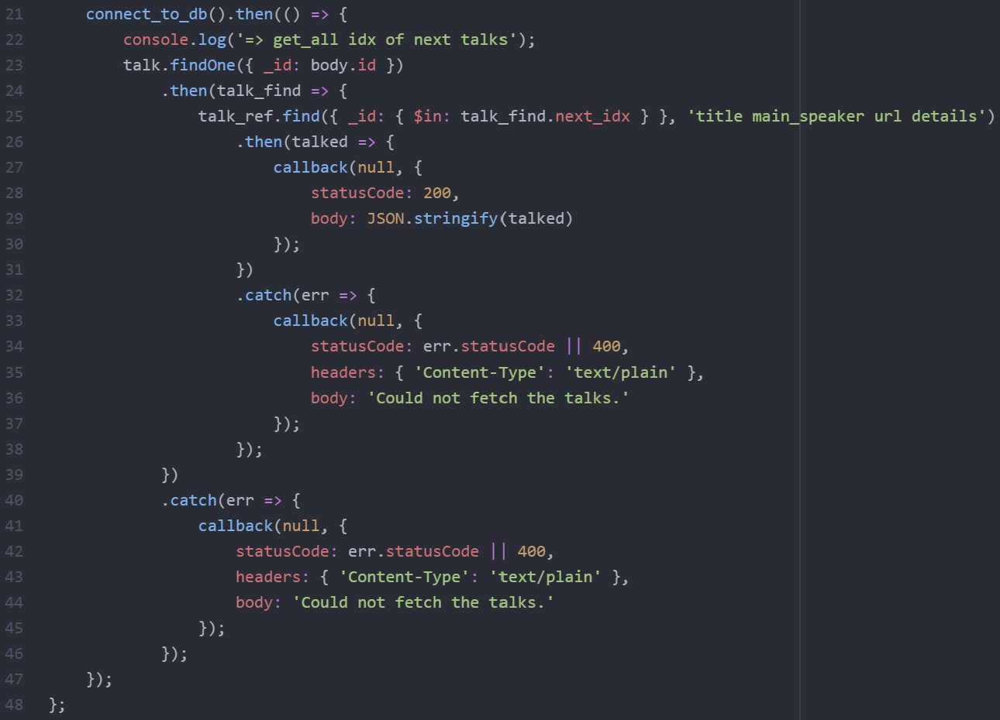 21    connect_to_db().then(() => {
22        console.log('=> get_all idx of next talks');
23        talk.findOne({ _id: body.id })
24            .then(talk_find => {
25                talk_ref.find({ _id: { $in: talk_find.next_idx } }, 'title main_speaker url details')
26                    .then(talked => {
27                        callback(null, {
28                            statusCode: 200,
29                            body: JSON.stringify(talked)
30                        });
31                    })
32                    .catch(err => {
33                        callback(null, {
34                            statusCode: err.statusCode || 400,
35                            headers: { 'Content-Type': 'text/plain' },
36                            body: 'Could not fetch the talks.'
37                        });
38                    });
39            })
40            .catch(err => {
41                callback(null, {
42                    statusCode: err.statusCode || 400,
43                    headers: { 'Content-Type': 'text/plain' },
44                    body: 'Could not fetch the talks.'
45                });
46            });
47    });
48 };